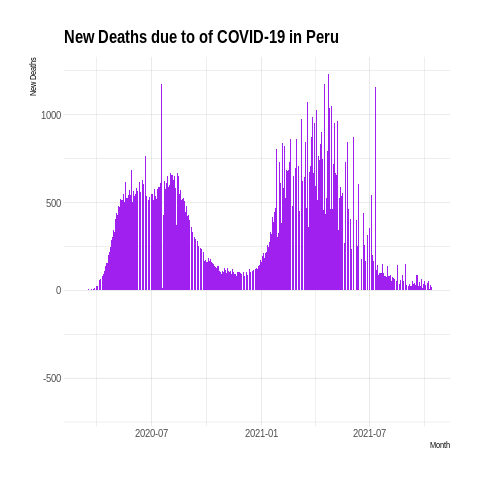 New Deaths due to of COVID-19 in Peru
New Deaths
1000
500
0
-500
2020-07
2021-01
2021-07
Month